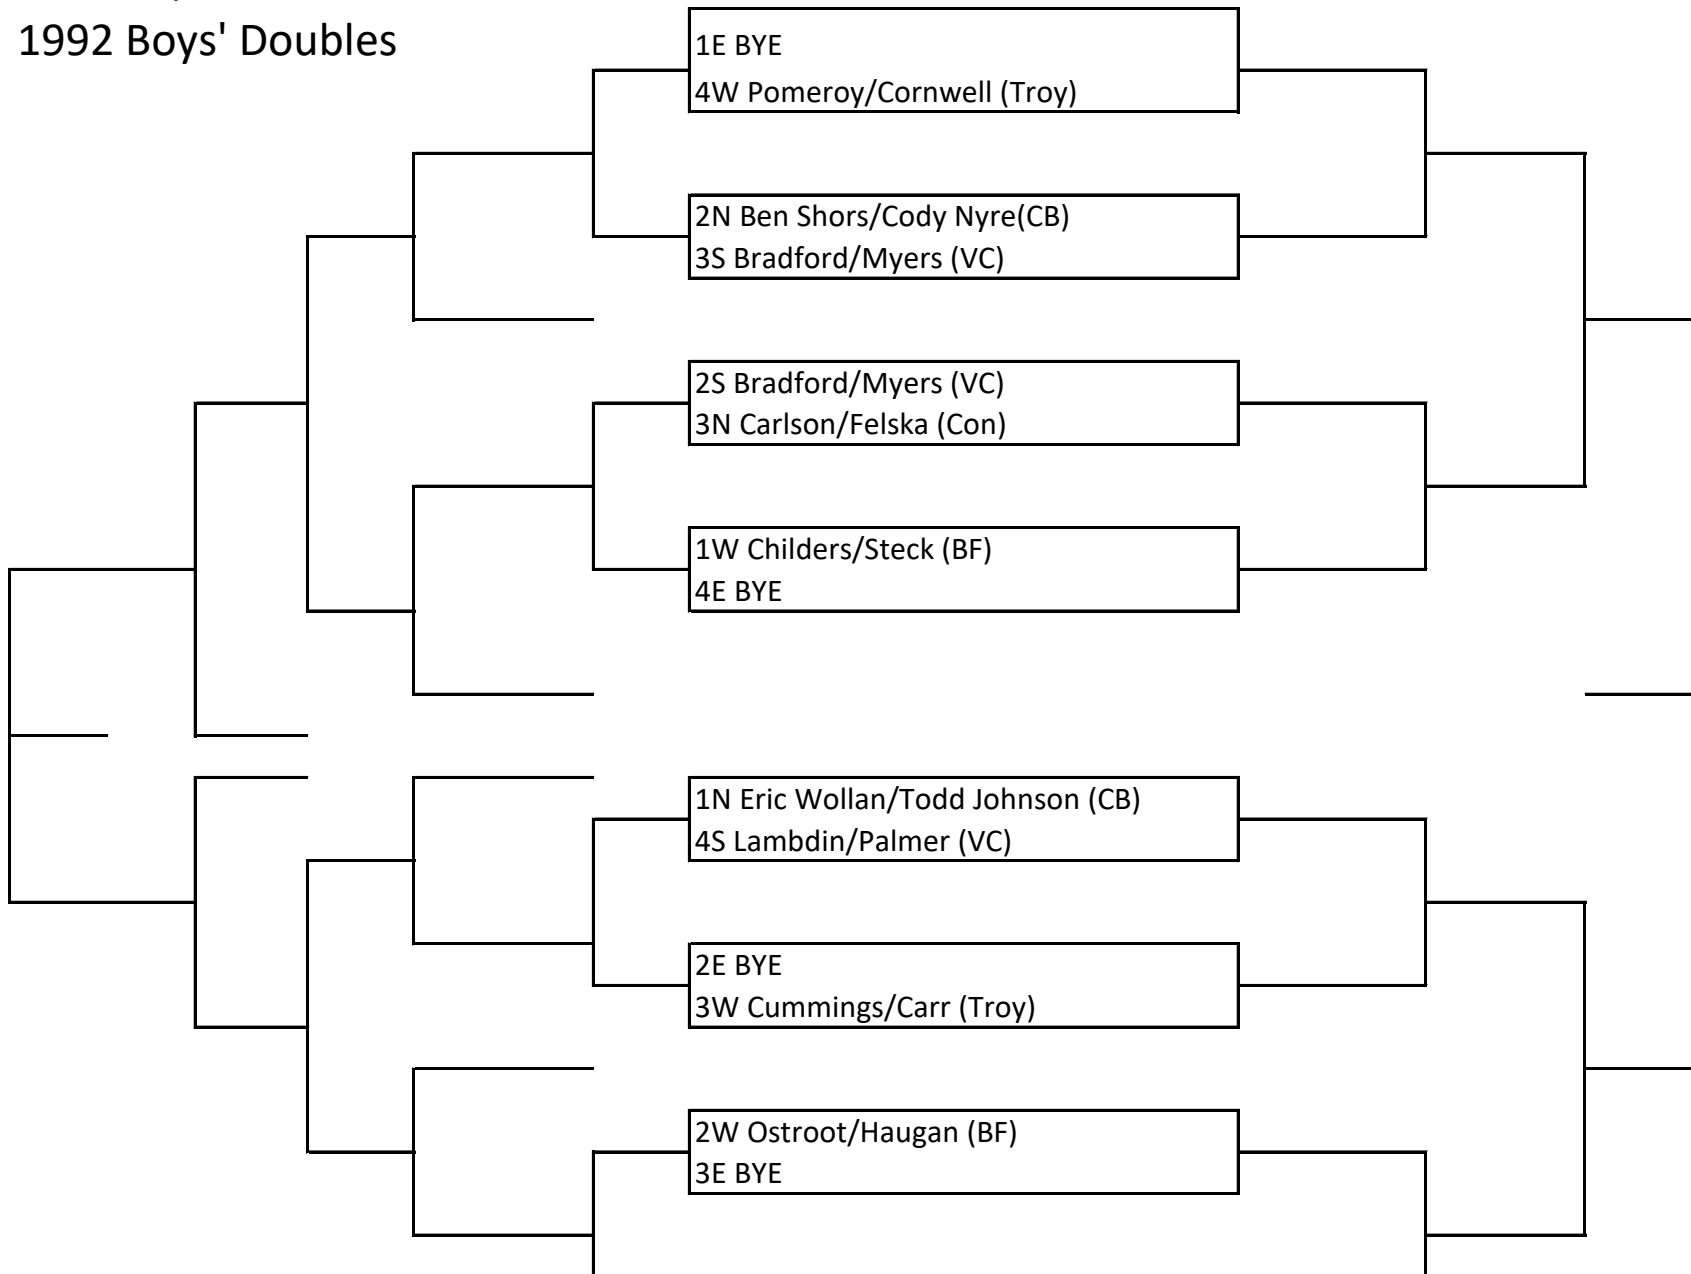 1992 Boys' Doubles
1E BYE
4W Pomeroy/Cornwell (Troy)
2N Ben Shors/Cody Nyre(CB)
3S Bradford/Myers (VC)
2S Bradford/Myers (VC)
3N Carlson/Felska (Con)
1W Childers/Steck (BF)
4E BYE
1N Eric Wollan/Todd Johnson (CB)
4S Lambdin/Palmer (VC)
2E BYE
3W Cummings/Carr (Troy)
2W Ostroot/Haugan (BF)
3E BYE